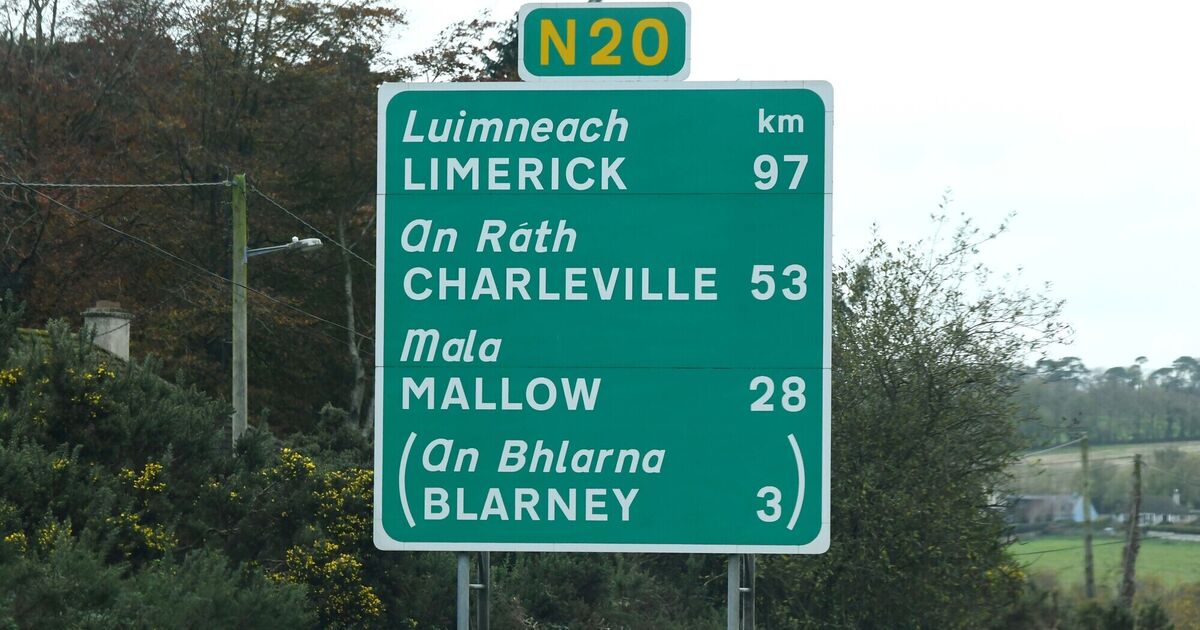 N20
Luimneach km
LIMERICK 97
An Ráth
CHARLEVILLE 53
Mala
MALLOW 28
(An Bhlarna
BLARNEY 3)